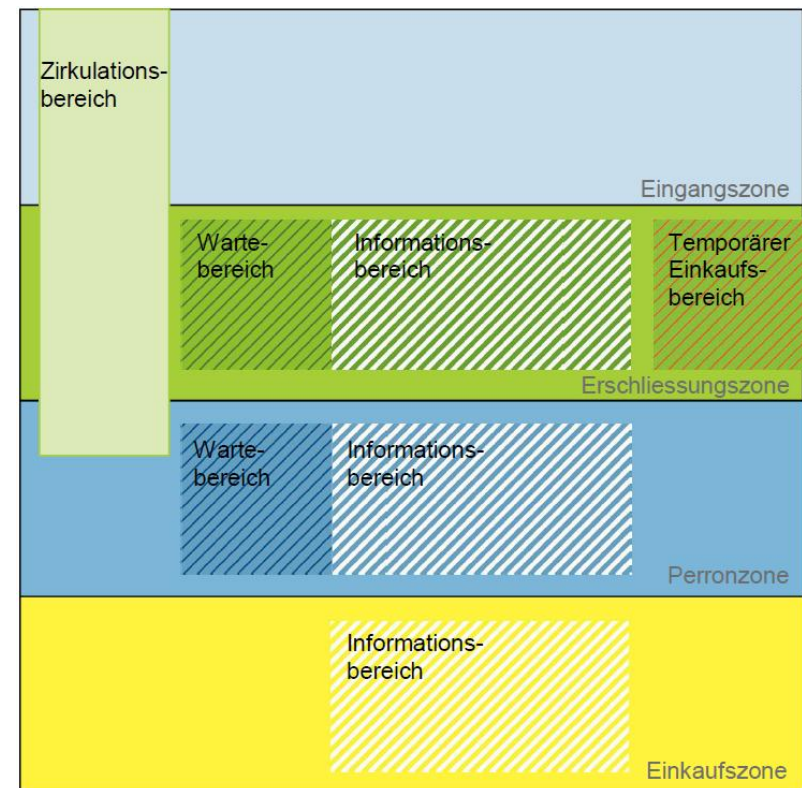 Zirkulations-
bereich
Eingangszone
Warte-
bereich
Informations-
bereich
Temporärer
Einkaufs-
bereich
Erschliessungszone
Warte-
bereich
Informations-
bereich
Perronzone
Informations-
bereich
Einkaufszone